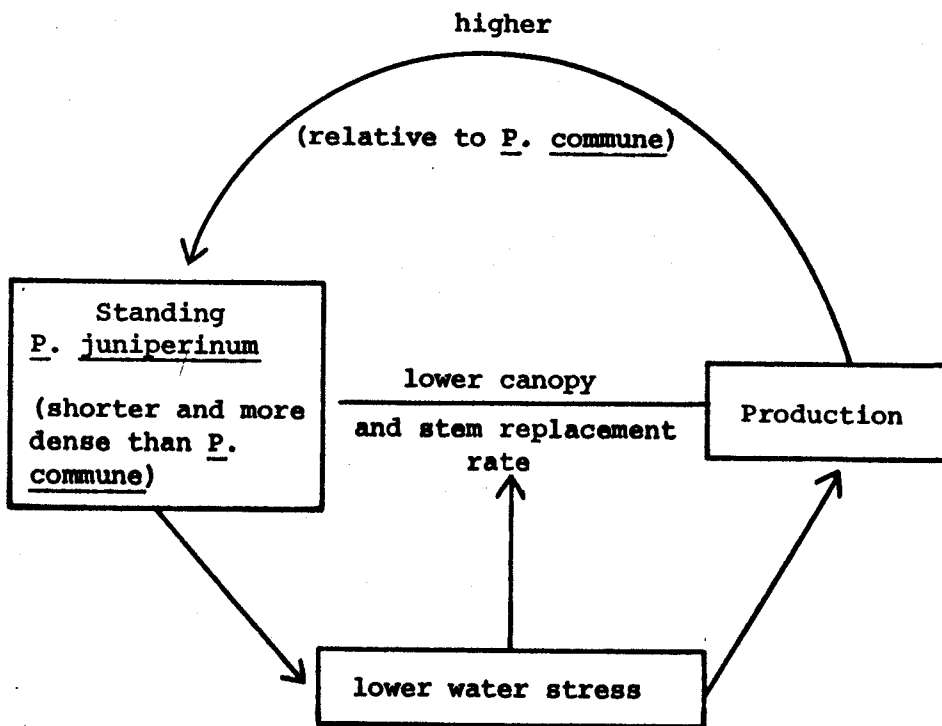 higher
(relative to P. commune)
Standing
P. juniperinum
(shorter and more
dense than P.
commune)
lower canopy
and stem replacement
rate
Production
lower water stress